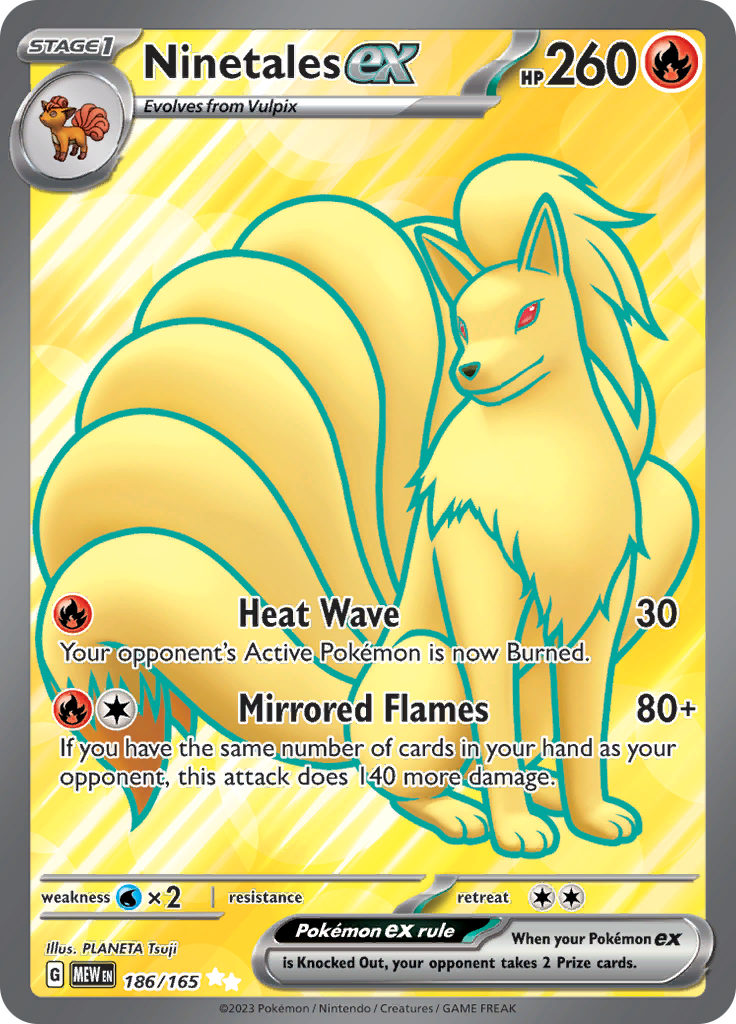 STAGE1
Ninetales ex
HP 260
Evolves from Vulpix
Heat Wave 30
Your opponent's Active Pokémon is now Burned.
Mirrored Flames 80+
If you have the same number of cards in your hand as your
opponent, this attack does 140 more damage.
weakness ×2 resistance retreat
Illus. PLANETA Tsuji
Pokémon ex rule
When your Pokémon ex
is Knocked Out, your opponent takes 2 Prize cards.
G MEW EN 186/165
©2023 Pokémon / Nintendo / Creatures / GAME FREAK